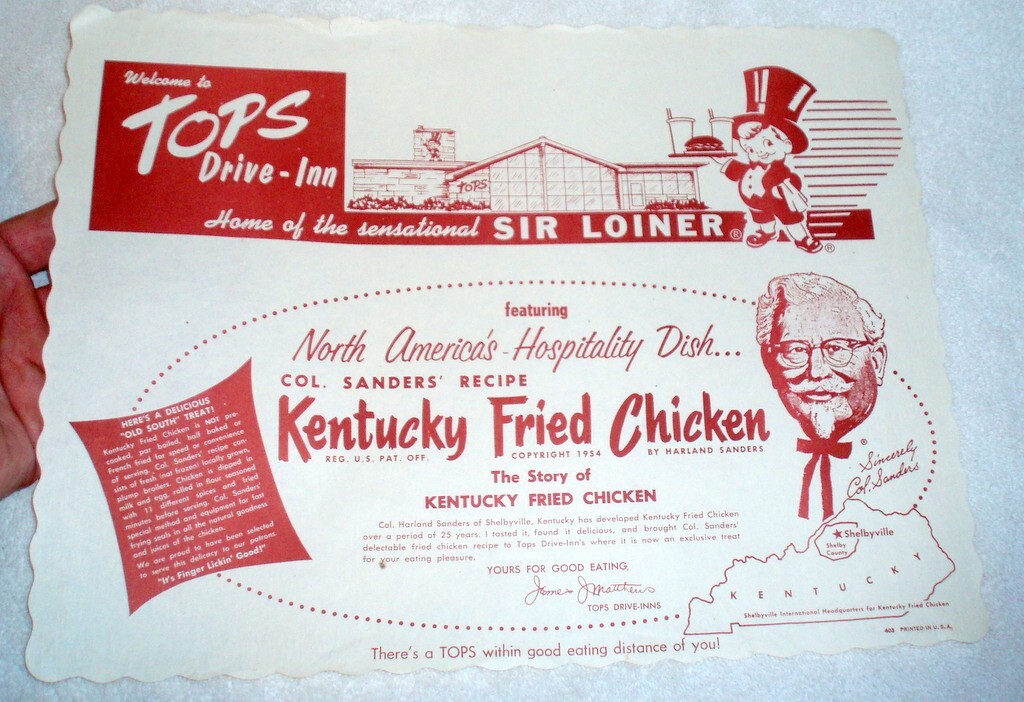 Welcome to
TOPS
Drive-Inn
TOPS
Home of the sensational SIR LOINER ®
®
featuring
North America's - Hospitality Dish...
COL. SANDERS' RECIPE
Kentucky Fried Chicken
REG. U.S. PAT. OFF. COPYRIGHT 1954 BY HARLAND SANDERS
®
Sincerely
Col. Sanders
HERE'S A DELICIOUS
"OLD SOUTH" TREAT!
Kentucky Fried Chicken is NOT pre-
cooked, par boiled, half baked or
French fried for speed or convenience
of serving. Col. Sanders' recipe con-
sists of fresh (not frozen) locally grown,
plump broilers. Chicken is dipped in
milk and egg, rolled in flour seasoned
with 11 different spices and fried
minutes before serving. Col. Sanders'
special method and equipment for fast
frying seals in all the natural goodness
and juices of the chicken.
We are proud to have been selected
to serve this delicacy to our patrons.
"It's Finger Lickin' Good!"
The Story of
KENTUCKY FRIED CHICKEN
Col. Harland Sanders of Shelbyville, Kentucky has developed Kentucky Fried Chicken
over a period of 25 years. I tasted it, found it delicious, and brought Col. Sanders'
delectable fried chicken recipe to Tops Drive-Inn's where it is now an exclusive treat
for your eating pleasure.
YOURS FOR GOOD EATING,
James J Matthews
TOPS DRIVE-INNS
★ Shelbyville
Shelby
County
KENTUCKY
Shelbyville International Headquarters for Kentucky Fried Chicken
403 PRINTED IN U.S.A.
There's a TOPS within good eating distance of you!